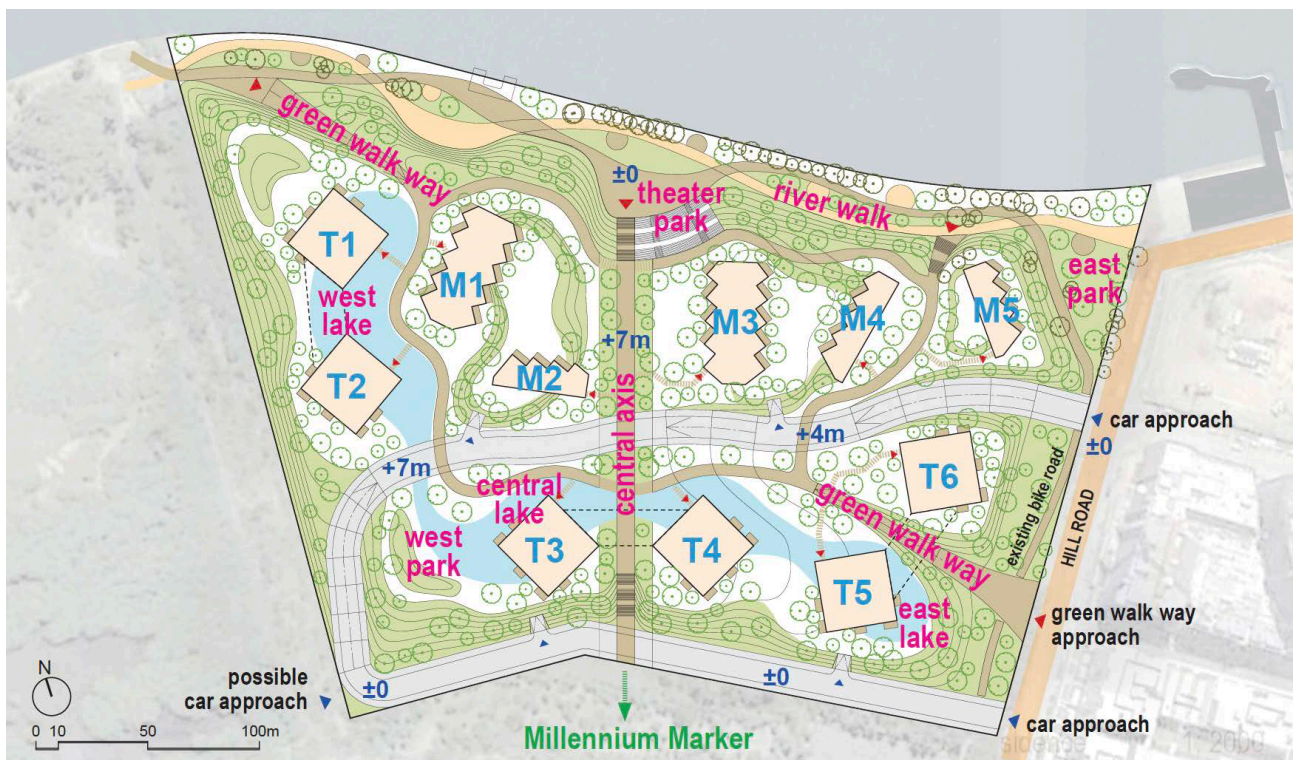 green walk way
±0
theater
park
river walk
T1
M1
east
park
west
lake
M3
M4
M5
+7m
T2
M2
central axis
car approach
+4m
±0
+7m
T6
existing bike road
HILL ROAD
central
lake
green walk way
west
park
T3
T4
T5
east
lake
green walk way
approach
N
possible
car approach
±0
±0
0 10 50 100m
Millennium Marker
car approach
sidence
1: 2000